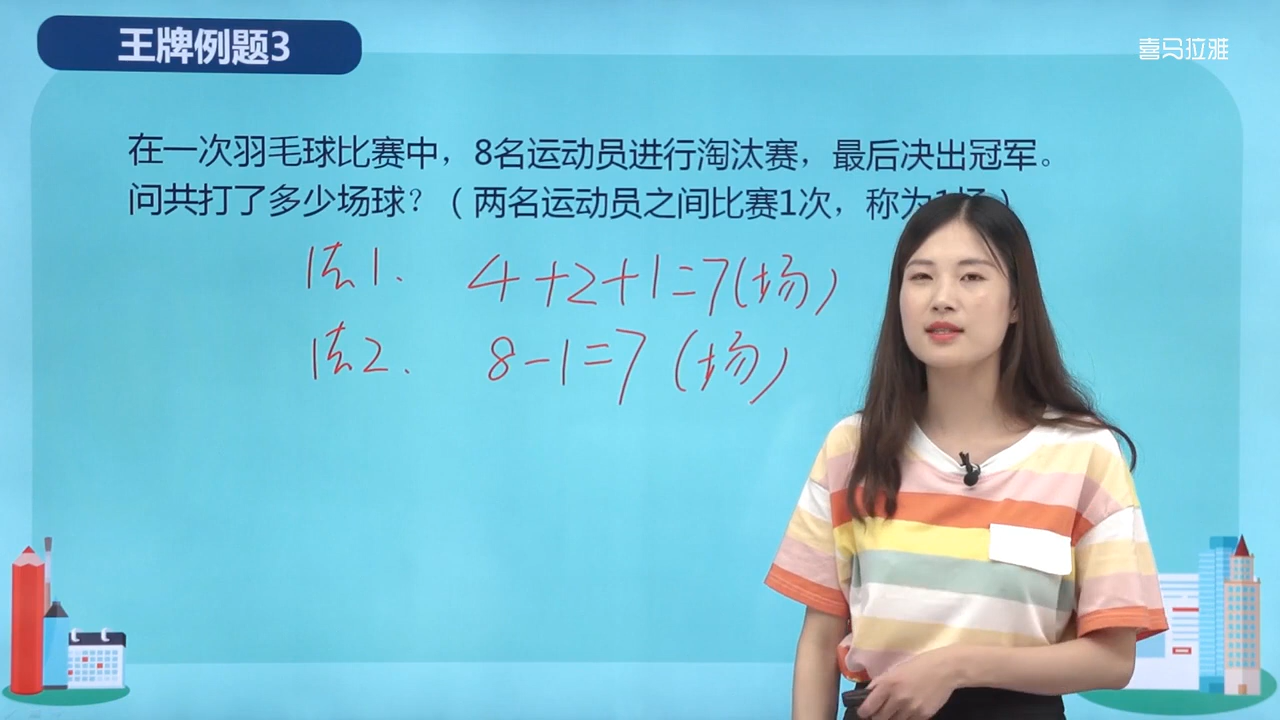 王牌例题3
喜马拉雅
在一次羽毛球比赛中，8名运动员进行淘汰赛，最后决出冠军。
问共打了多少场球？（两名运动员之间比赛1次，称为1场）
法1. 4+2+1=7(场)
法2. 8-1=7(场)